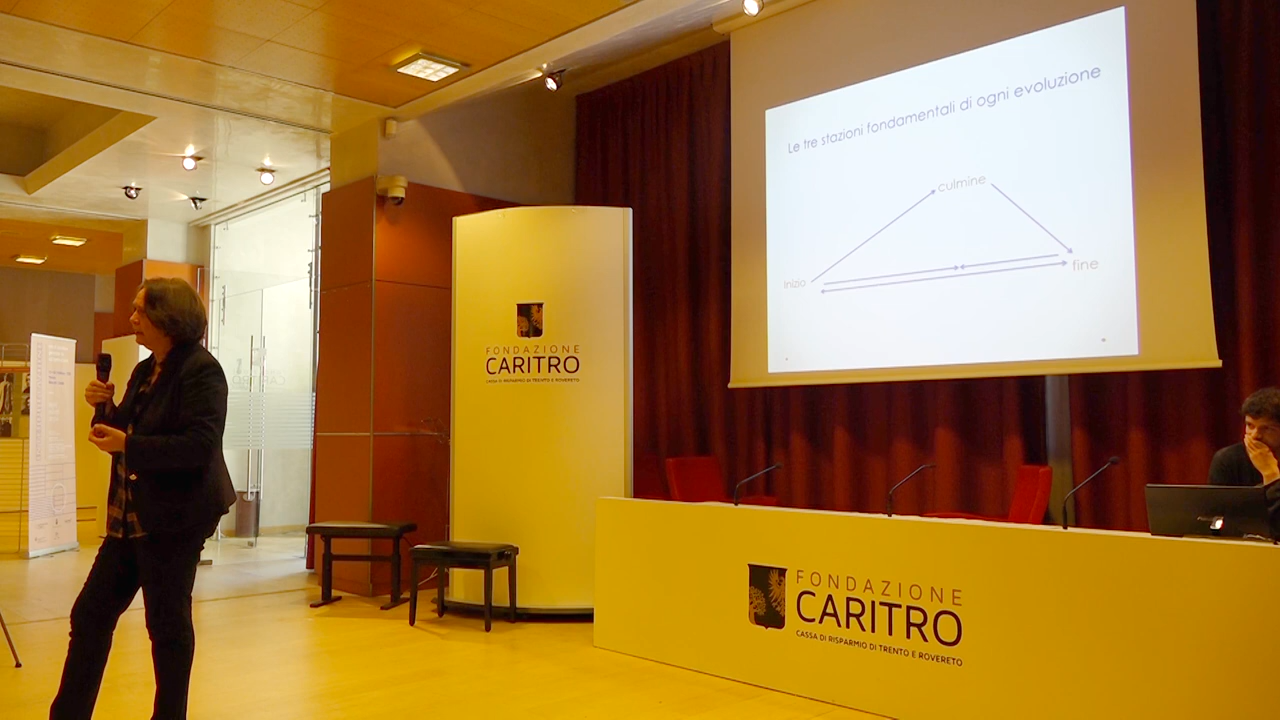 Le tre stazioni fondamentali di ogni evoluzione
culmine
Inizio
fine
FONDAZIONE
CARITRO
CASSA DI RISPARMIO DI TRENTO E ROVERETO
FONDAZIONE
CARITRO
CASSA DI RISPARMIO DI TRENTO E ROVERETO